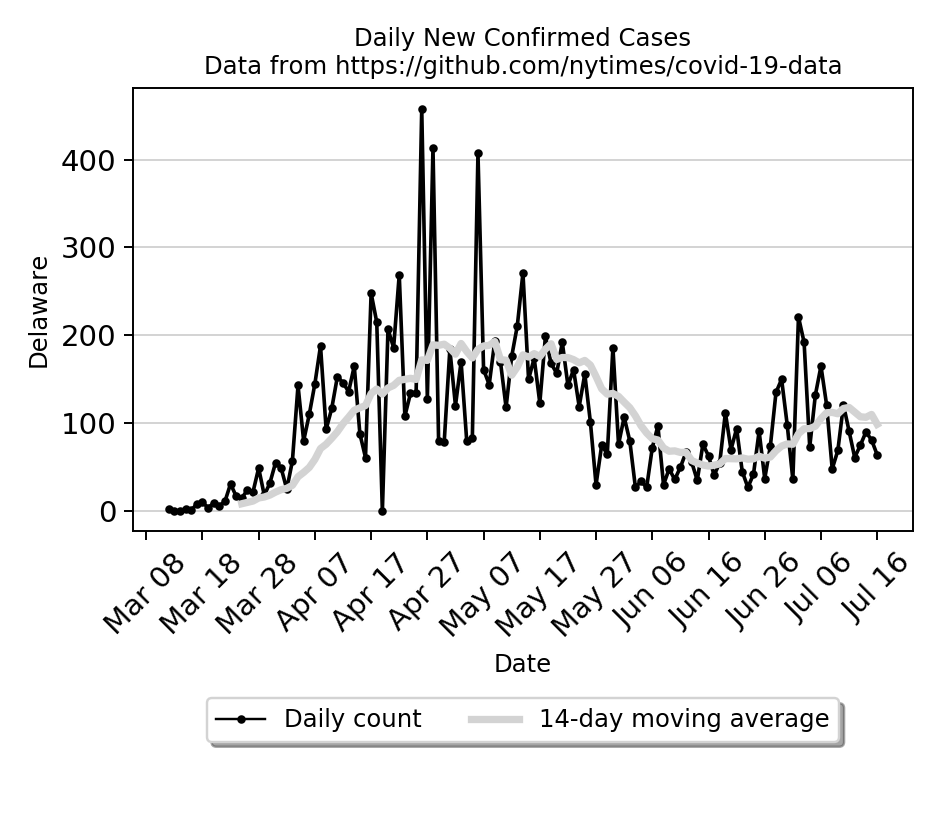 Daily New Confirmed Cases
Data from https://github.com/nytimes/covid-19-data
400
300
200
100
0
Delaware
Mar 08
Mar 18
Mar 28
Apr 07
Apr 17
Apr 27
May 07
May 17
May 27
Jun 06
Jun 16
Jun 26
Jul 06
Jul 16
Date
Daily count
14-day moving average